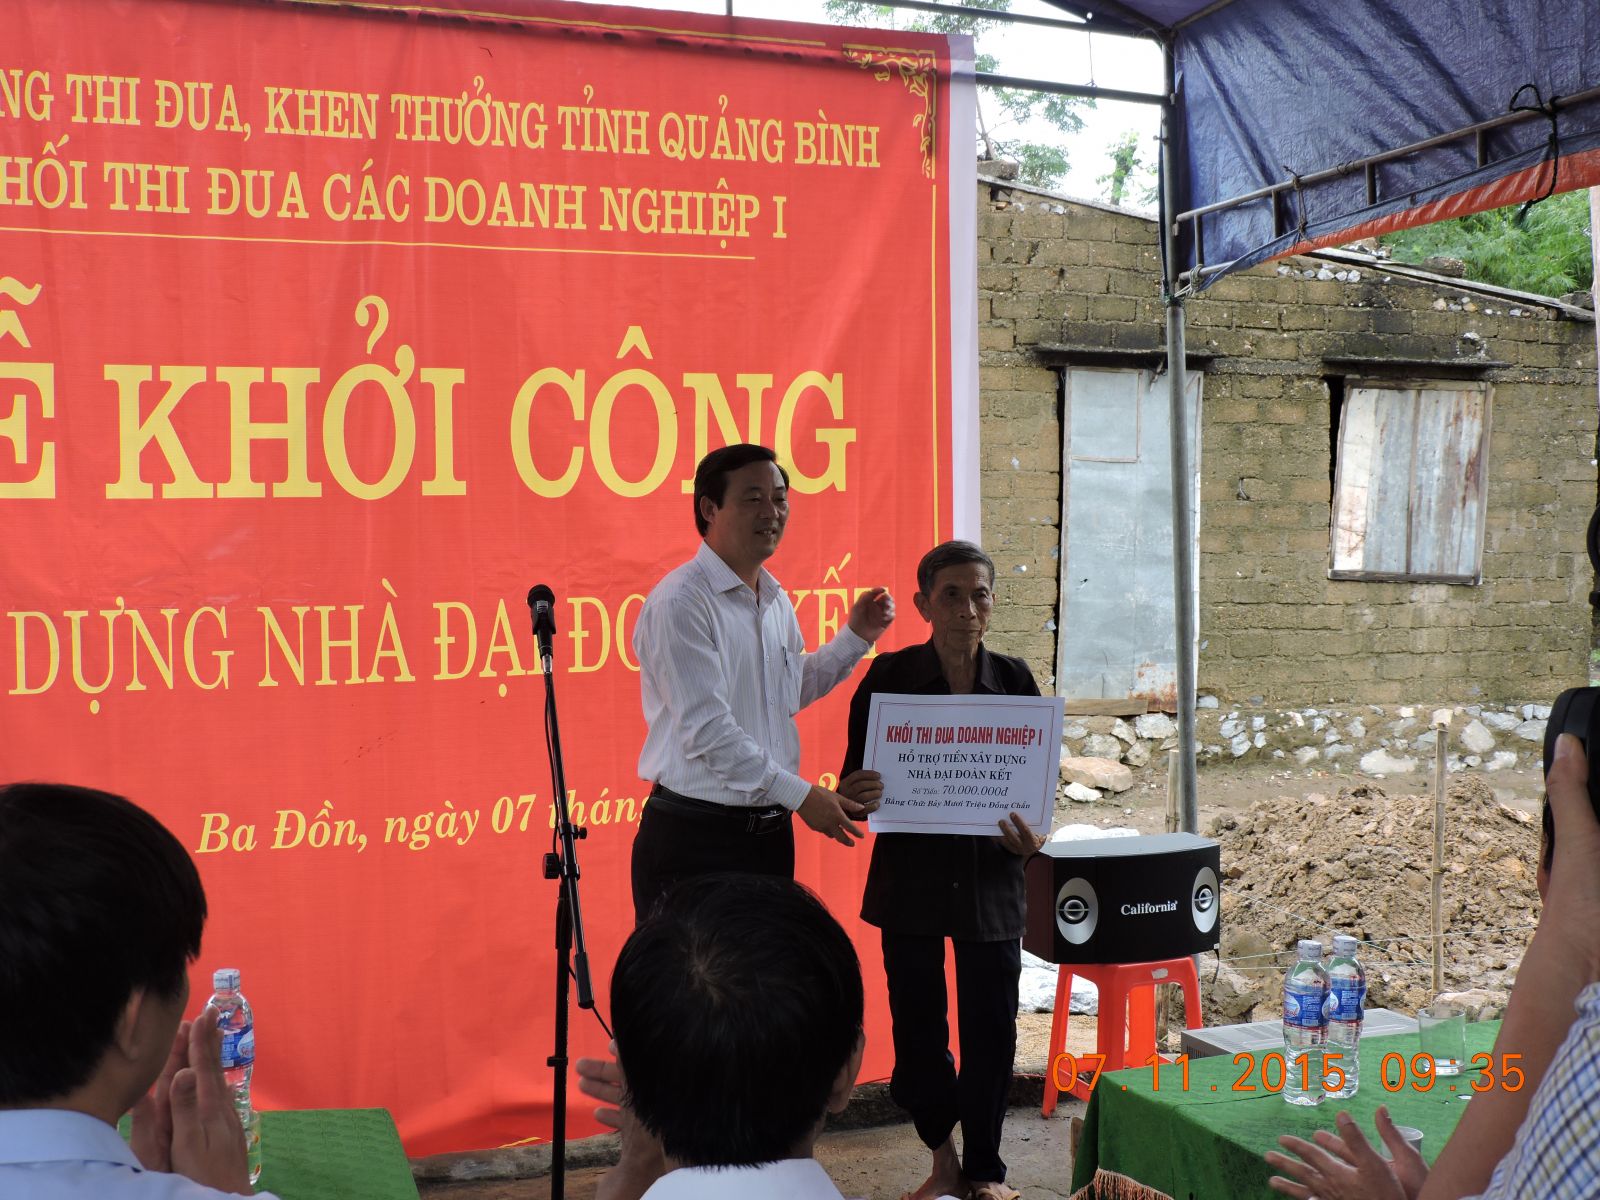 NG THI ĐUA, KHEN THƯỞNG TỈNH QUẢNG BÌNH
HỐI THI ĐUA CÁC DOANH NGHIỆP I
Ễ KHỞI CÔNG
DỰNG NHÀ ĐẠI ĐOÀN KẾT
Ba Đồn, ngày 07 tháng
KHỐI THI ĐUA DOANH NGHIỆP I
HỖ TRỢ TIỀN XÂY DỰNG
NHÀ ĐẠI ĐOÀN KẾT
Số Tiền: 70.000.000đ
Bằng Chữ: Bảy Mươi Triệu Đồng Chẵn
California
07.11.2015 09:35